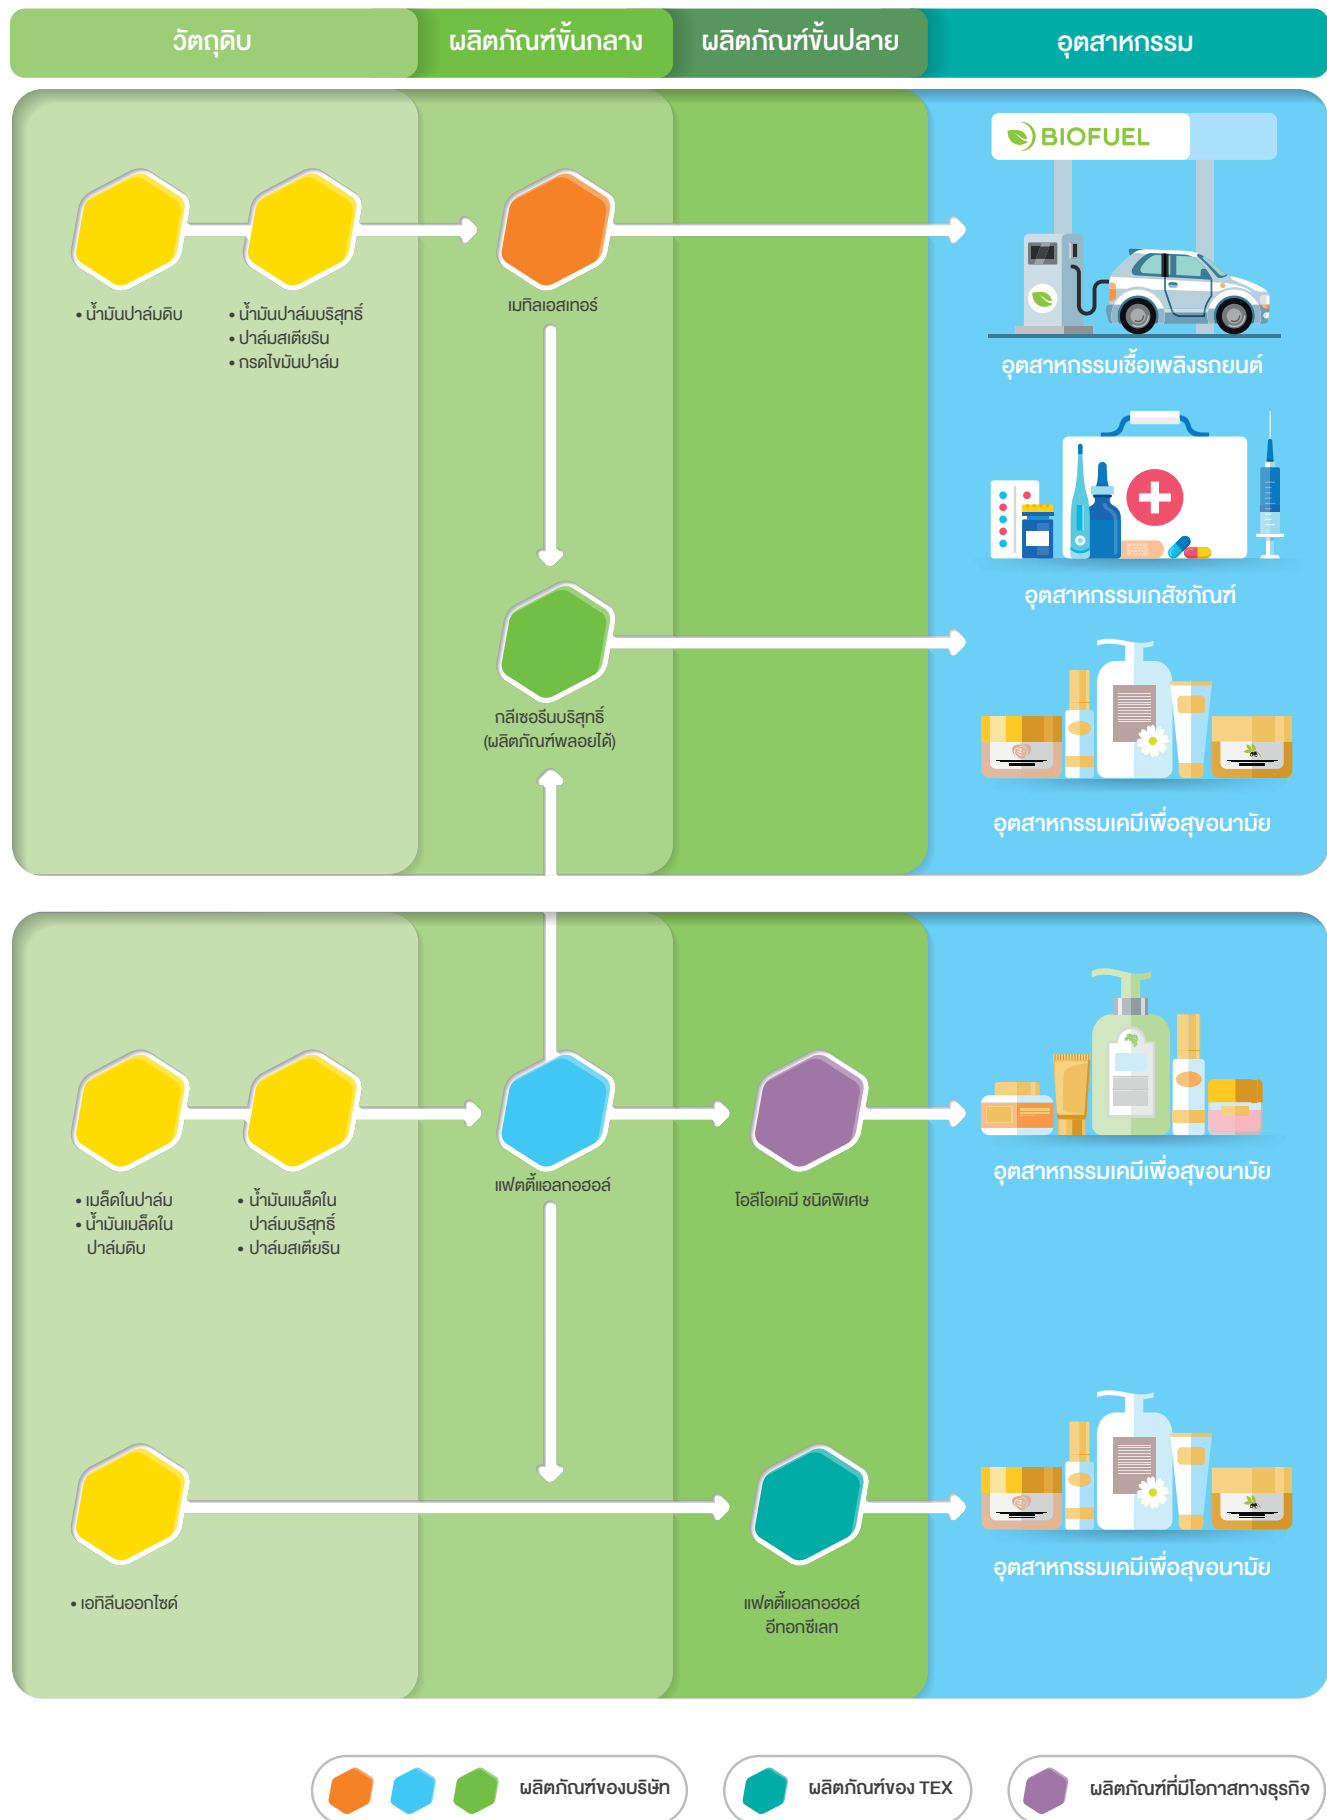 วัตถุดิบ
ผลิตภัณฑ์ขั้นกลาง
ผลิตภัณฑ์ขั้นปลาย
อุตสาหกรรม
BIOFUEL
• น้ำมันปาล์มดิบ
• น้ำมันปาล์มบริสุทธิ์
• ปาล์มสเตียริน
• กรดไขมันปาล์ม
เมทิลเอสเทอร์
อุตสาหกรรมเชื้อเพลิงรถยนต์
อุตสาหกรรมเภสัชภัณฑ์
กลีเซอรีนบริสุทธิ์
(ผลิตภัณฑ์พลอยได้)
อุตสาหกรรมเคมีเพื่อสุขอนามัย
• เมล็ดในปาล์ม
• น้ำมันเมล็ดใน
ปาล์มดิบ
• น้ำมันเมล็ดใน
ปาล์มบริสุทธิ์
• ปาล์มสเตียริน
แฟตตี้แอลกอฮอล์
โอลีโอเคมี ชนิดพิเศษ
อุตสาหกรรมเคมีเพื่อสุขอนามัย
• เอทิลีนออกไซด์
แฟตตี้แอลกอฮอล์
อีทอกซีเลท
อุตสาหกรรมเคมีเพื่อสุขอนามัย
ผลิตภัณฑ์ของบริษัท
ผลิตภัณฑ์ของ TEX
ผลิตภัณฑ์ที่มีโอกาสทางธุรกิจ